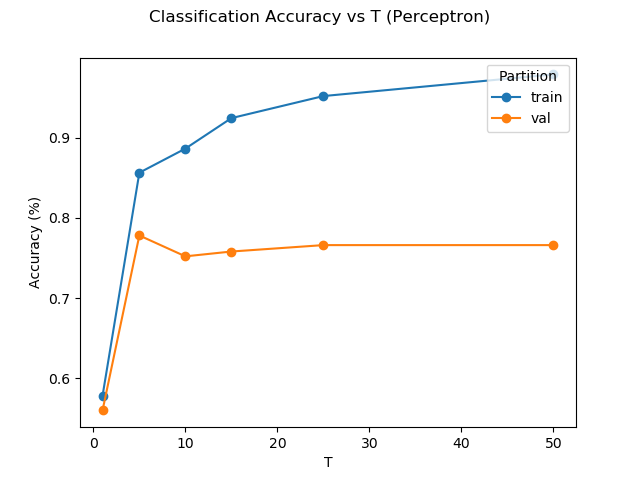 Classification Accuracy vs T (Perceptron)
Partition
train
val
0.9
0.8
0.7
0.6
Accuracy (%)
0 10 20 30 40 50
T